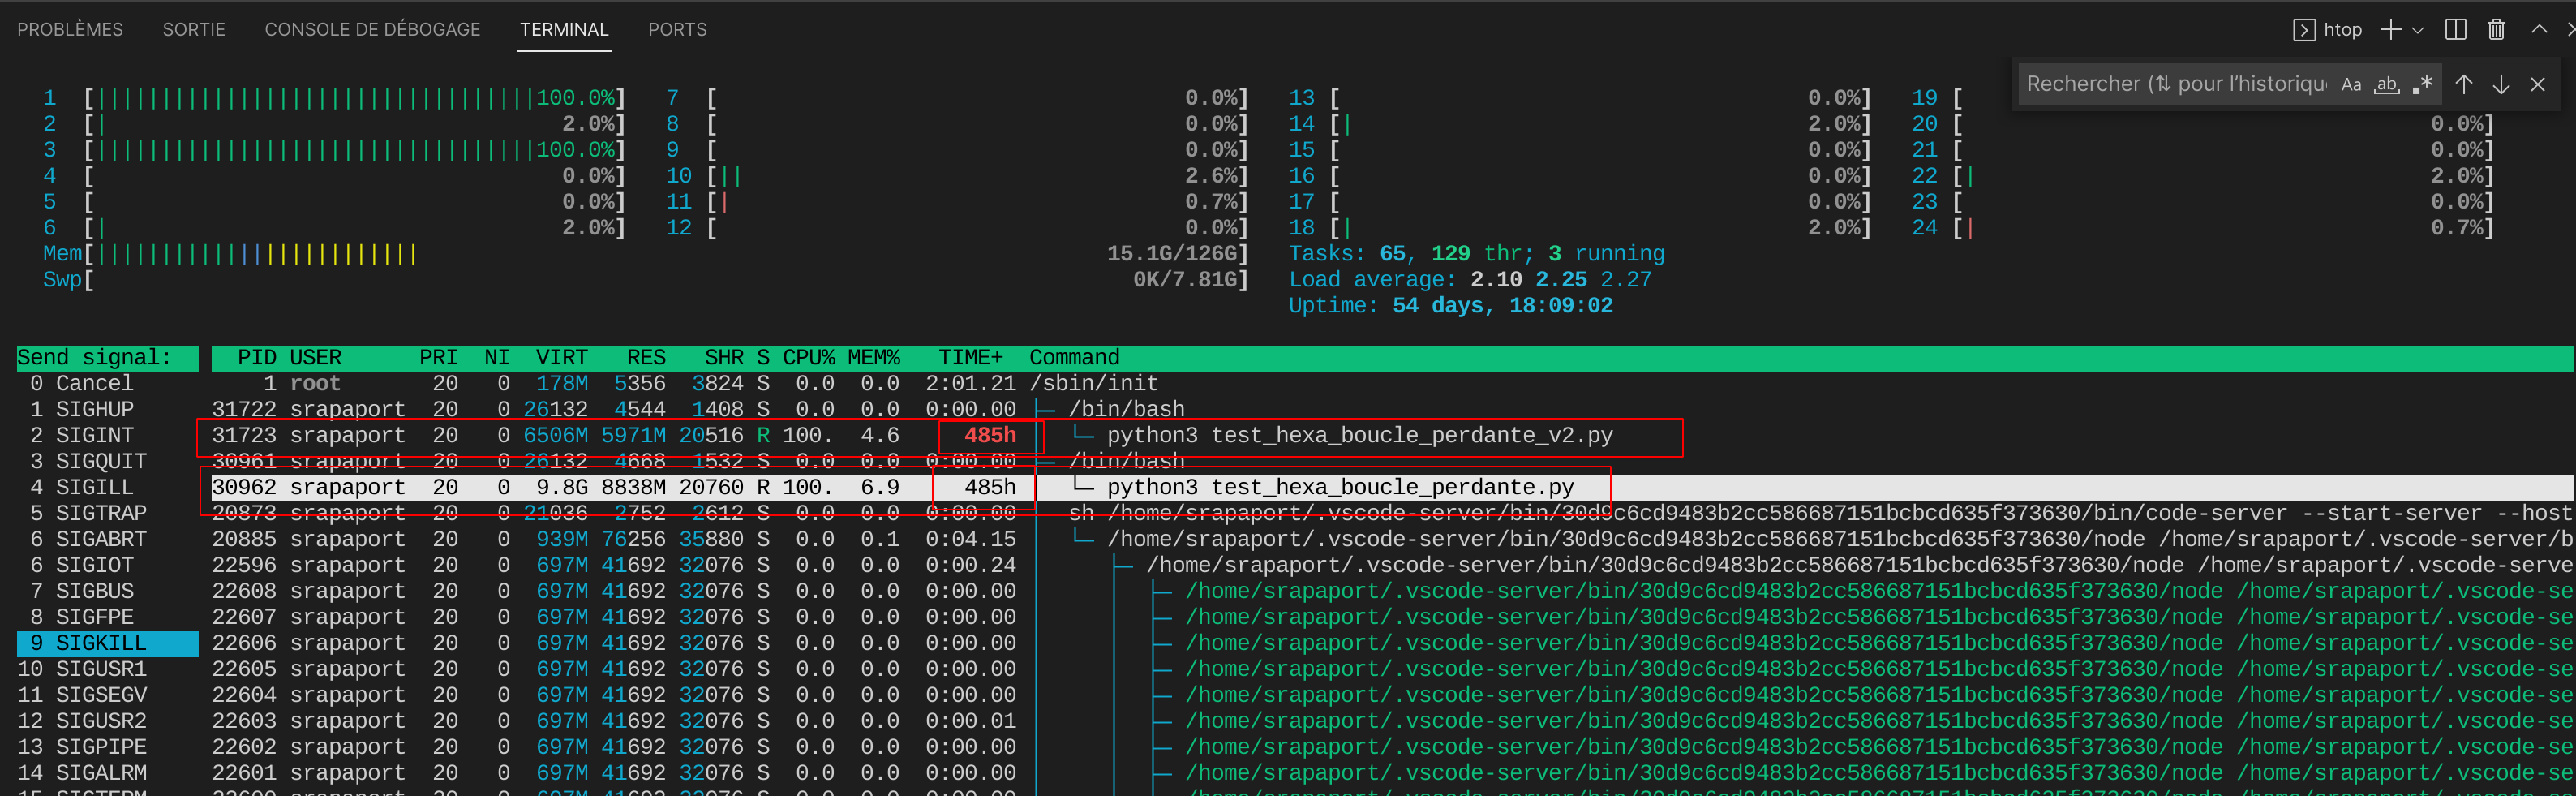 PROBLÈMES SORTIE CONSOLE DE DÉBOGAGE TERMINAL PORTS htop
Rechercher (⇅ pour l’historiqu Aa ab .*
1 [||||||||||||||||||||||||||||||||||100.0%] 7 [ 0.0%] 13 [ 0.0%] 19 [
2 [| 2.0%] 8 [ 0.0%] 14 [| 2.0%] 20 [ 0.0%]
3 [||||||||||||||||||||||||||||||||||100.0%] 9 [ 0.0%] 15 [ 0.0%] 21 [ 0.0%]
4 [ 0.0%] 10 [|| 2.6%] 16 [ 0.0%] 22 [| 2.0%]
5 [ 0.0%] 11 [| 0.7%] 17 [ 0.0%] 23 [ 0.0%]
6 [| 2.0%] 12 [ 0.0%] 18 [| 2.0%] 24 [| 0.7%]
Mem[||||||||||||||||||||||||| 15.1G/126G] Tasks: 65, 129 thr; 3 running
Swp[ 0K/7.81G] Load average: 2.10 2.25 2.27
Uptime: 54 days, 18:09:02
Send signal: PID USER PRI NI VIRT RES SHR S CPU% MEM% TIME+ Command
0 Cancel 1 root 20 0 178M 5356 3824 S 0.0 0.0 2:01.21 /sbin/init
1 SIGHUP 31722 srapaport 20 0 26132 4544 1408 S 0.0 0.0 0:00.00 ├─ /bin/bash
2 SIGINT 31723 srapaport 20 0 6506M 5971M 20516 R 100. 4.6 485h │ └─ python3 test_hexa_boucle_perdante_v2.py
3 SIGQUIT 30961 srapaport 20 0 26132 4668 1532 S 0.0 0.0 0:00.00 ├─ /bin/bash
4 SIGILL 30962 srapaport 20 0 9.8G 8838M 20760 R 100. 6.9 485h │ └─ python3 test_hexa_boucle_perdante.py
5 SIGTRAP 20873 srapaport 20 0 21036 2752 2612 S 0.0 0.0 0:00.00 ├─ sh /home/srapaport/.vscode-server/bin/30d9c6cd9483b2cc586687151bcbcd635f373630/bin/code-server --start-server --host
6 SIGABRT 20885 srapaport 20 0 939M 76256 35880 S 0.0 0.1 0:04.15 │ └─ /home/srapaport/.vscode-server/bin/30d9c6cd9483b2cc586687151bcbcd635f373630/node /home/srapaport/.vscode-server/b
6 SIGIOT 22596 srapaport 20 0 697M 41692 32076 S 0.0 0.0 0:00.24 │ ├─ /home/srapaport/.vscode-server/bin/30d9c6cd9483b2cc586687151bcbcd635f373630/node /home/srapaport/.vscode-serve
7 SIGBUS 22608 srapaport 20 0 697M 41692 32076 S 0.0 0.0 0:00.00 │ │ ├─ /home/srapaport/.vscode-server/bin/30d9c6cd9483b2cc586687151bcbcd635f373630/node /home/srapaport/.vscode-se
8 SIGFPE 22607 srapaport 20 0 697M 41692 32076 S 0.0 0.0 0:00.00 │ │ ├─ /home/srapaport/.vscode-server/bin/30d9c6cd9483b2cc586687151bcbcd635f373630/node /home/srapaport/.vscode-se
9 SIGKILL 22606 srapaport 20 0 697M 41692 32076 S 0.0 0.0 0:00.00 │ │ ├─ /home/srapaport/.vscode-server/bin/30d9c6cd9483b2cc586687151bcbcd635f373630/node /home/srapaport/.vscode-se
10 SIGUSR1 22605 srapaport 20 0 697M 41692 32076 S 0.0 0.0 0:00.00 │ │ ├─ /home/srapaport/.vscode-server/bin/30d9c6cd9483b2cc586687151bcbcd635f373630/node /home/srapaport/.vscode-se
11 SIGSEGV 22604 srapaport 20 0 697M 41692 32076 S 0.0 0.0 0:00.00 │ │ ├─ /home/srapaport/.vscode-server/bin/30d9c6cd9483b2cc586687151bcbcd635f373630/node /home/srapaport/.vscode-se
12 SIGUSR2 22603 srapaport 20 0 697M 41692 32076 S 0.0 0.0 0:00.01 │ │ ├─ /home/srapaport/.vscode-server/bin/30d9c6cd9483b2cc586687151bcbcd635f373630/node /home/srapaport/.vscode-se
13 SIGPIPE 22602 srapaport 20 0 697M 41692 32076 S 0.0 0.0 0:00.00 │ │ ├─ /home/srapaport/.vscode-server/bin/30d9c6cd9483b2cc586687151bcbcd635f373630/node /home/srapaport/.vscode-se
14 SIGALRM 22601 srapaport 20 0 697M 41692 32076 S 0.0 0.0 0:00.00 │ │ ├─ /home/srapaport/.vscode-server/bin/30d9c6cd9483b2cc586687151bcbcd635f373630/node /home/srapaport/.vscode-se